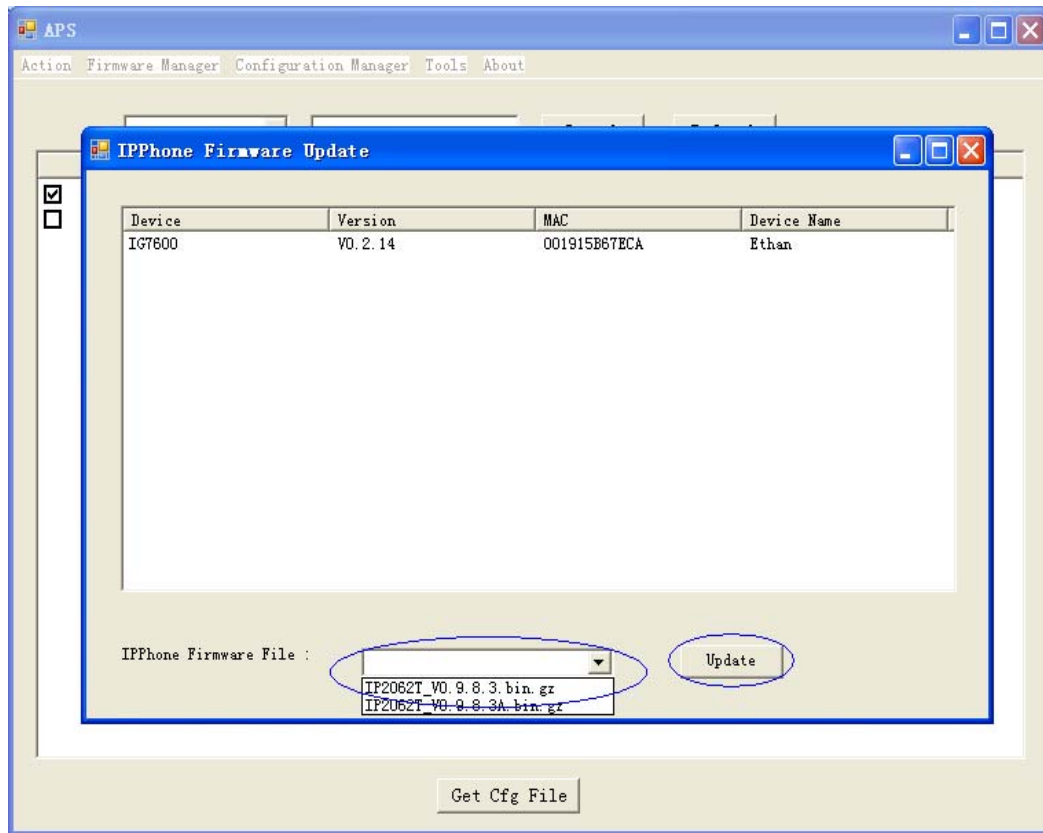 APS
Action Firmware Manager Configuration Manager Tools About
IPPhone Firmware Update
Device Version MAC Device Name
IG7600 V0.2.14 001915B67ECA Ethan
IPPhone Firmware File :
Update
IP2062T_V0.9.8.3.bin.gz
IP2062T_V0.9.8.3A.bin.gz
Get Cfg File